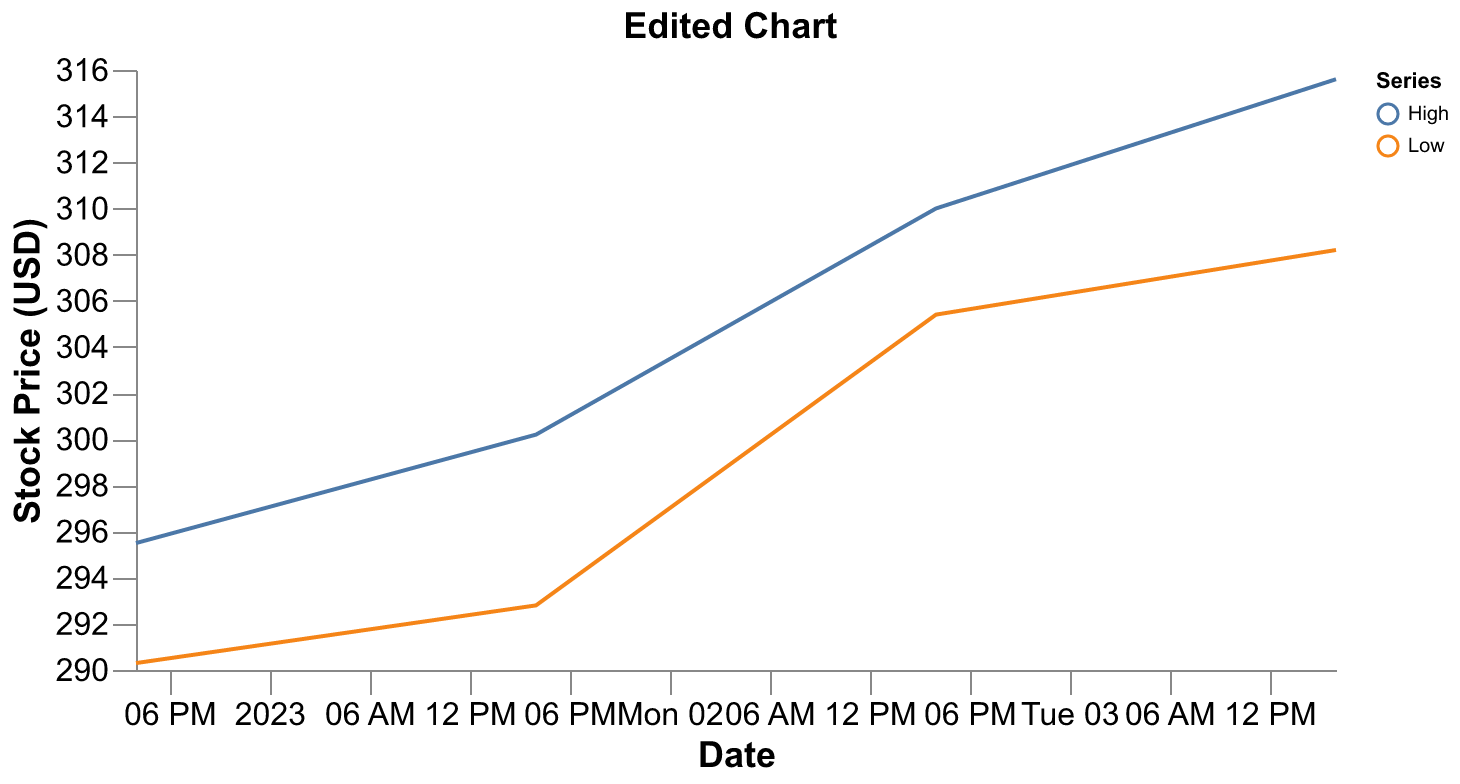 Edited Chart
316
314
312
310
308
306
304
302
300
298
296
294
292
290
Stock Price (USD)
06 PM 2023 06 AM 12 PM 06 PM Mon 02 06 AM 12 PM 06 PM Tue 03 06 AM 12 PM
Date
Series
High
Low